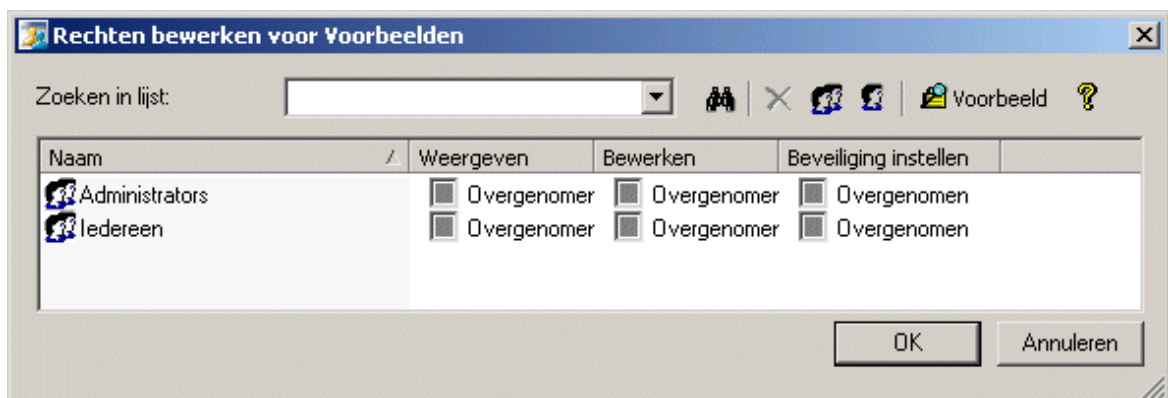 Rechten bewerken voor Voorbeelden
Zoeken in lijst: Voorbeeld
Naam Weergeven Bewerken Beveiliging instellen
Administrators Overgenomer Overgenomer Overgenomen
Iedereen Overgenomer Overgenomer Overgenomen
OK Annuleren